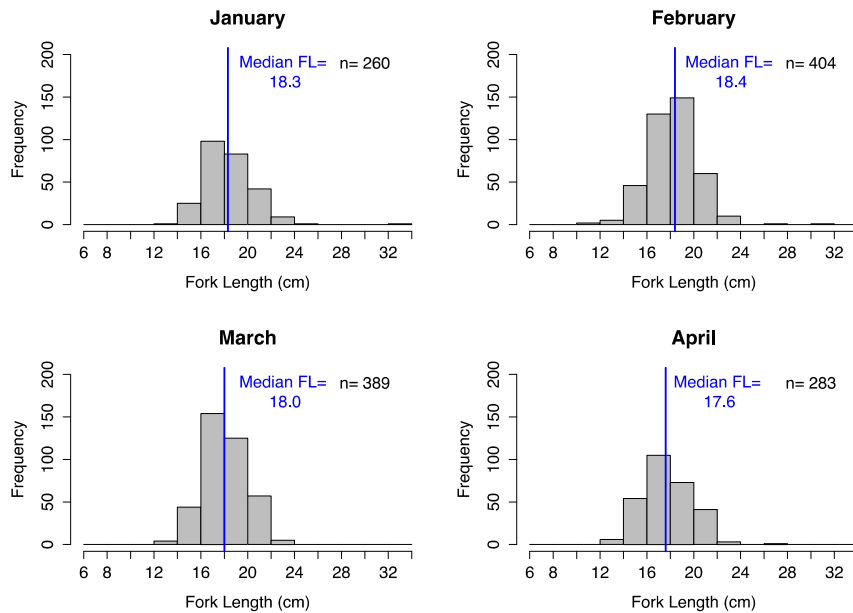 January
Median FL= n= 260
18.3
Frequency
0 50 100 150 200
6 8 12 16 20 24 28 32
Fork Length (cm)
February
Median FL= n= 404
18.4
Frequency
0 50 100 150 200
6 8 12 16 20 24 28 32
Fork Length (cm)
March
Median FL= n= 389
18.0
Frequency
0 50 100 150 200
6 8 12 16 20 24 28 32
Fork Length (cm)
April
Median FL= n= 283
17.6
Frequency
0 50 100 150 200
6 8 12 16 20 24 28 32
Fork Length (cm)